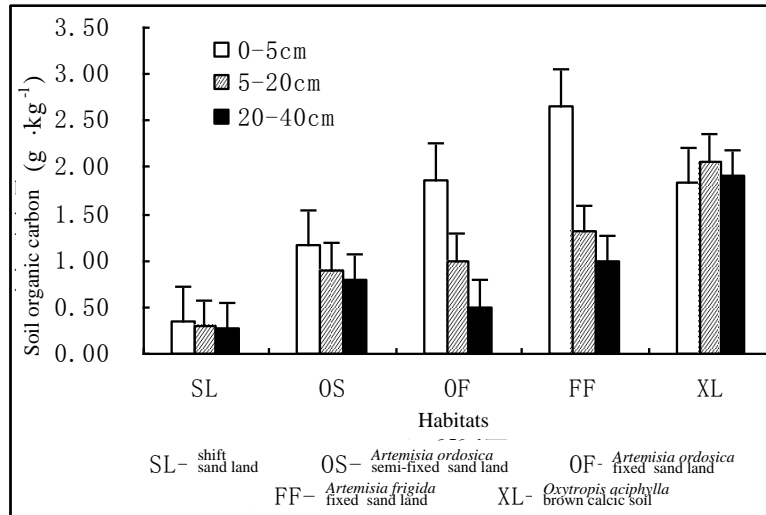 3.50
3.00
2.50
2.00
1.50
1.00
0.50
0.00
Soil organic carbon (g ·kg⁻¹)
0-5cm
5-20cm
20-40cm
SL OS OF FF XL
Habitats
SL- shift sand land OS- Artemisia ordosica semi-fixed sand land OF- Artemisia ordosica fixed sand land
FF- Artemisia frigida fixed sand land XL- Oxytropis aciphylla brown calcic soil